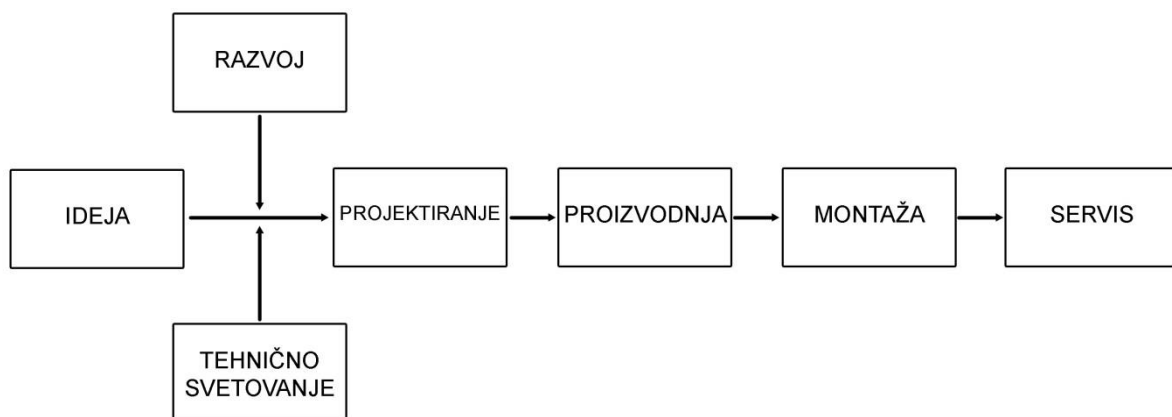 RAZVOJ
IDEJA
PROJEKTIRANJE
PROIZVODNJA
MONTAŽA
SERVIS
TEHNIČNO
SVETOVANJE